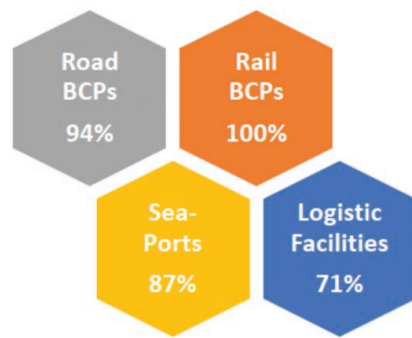 Road
BCPs
94%
Rail
BCPs
100%
Sea-
Ports
87%
Logistic
Facilities
71%